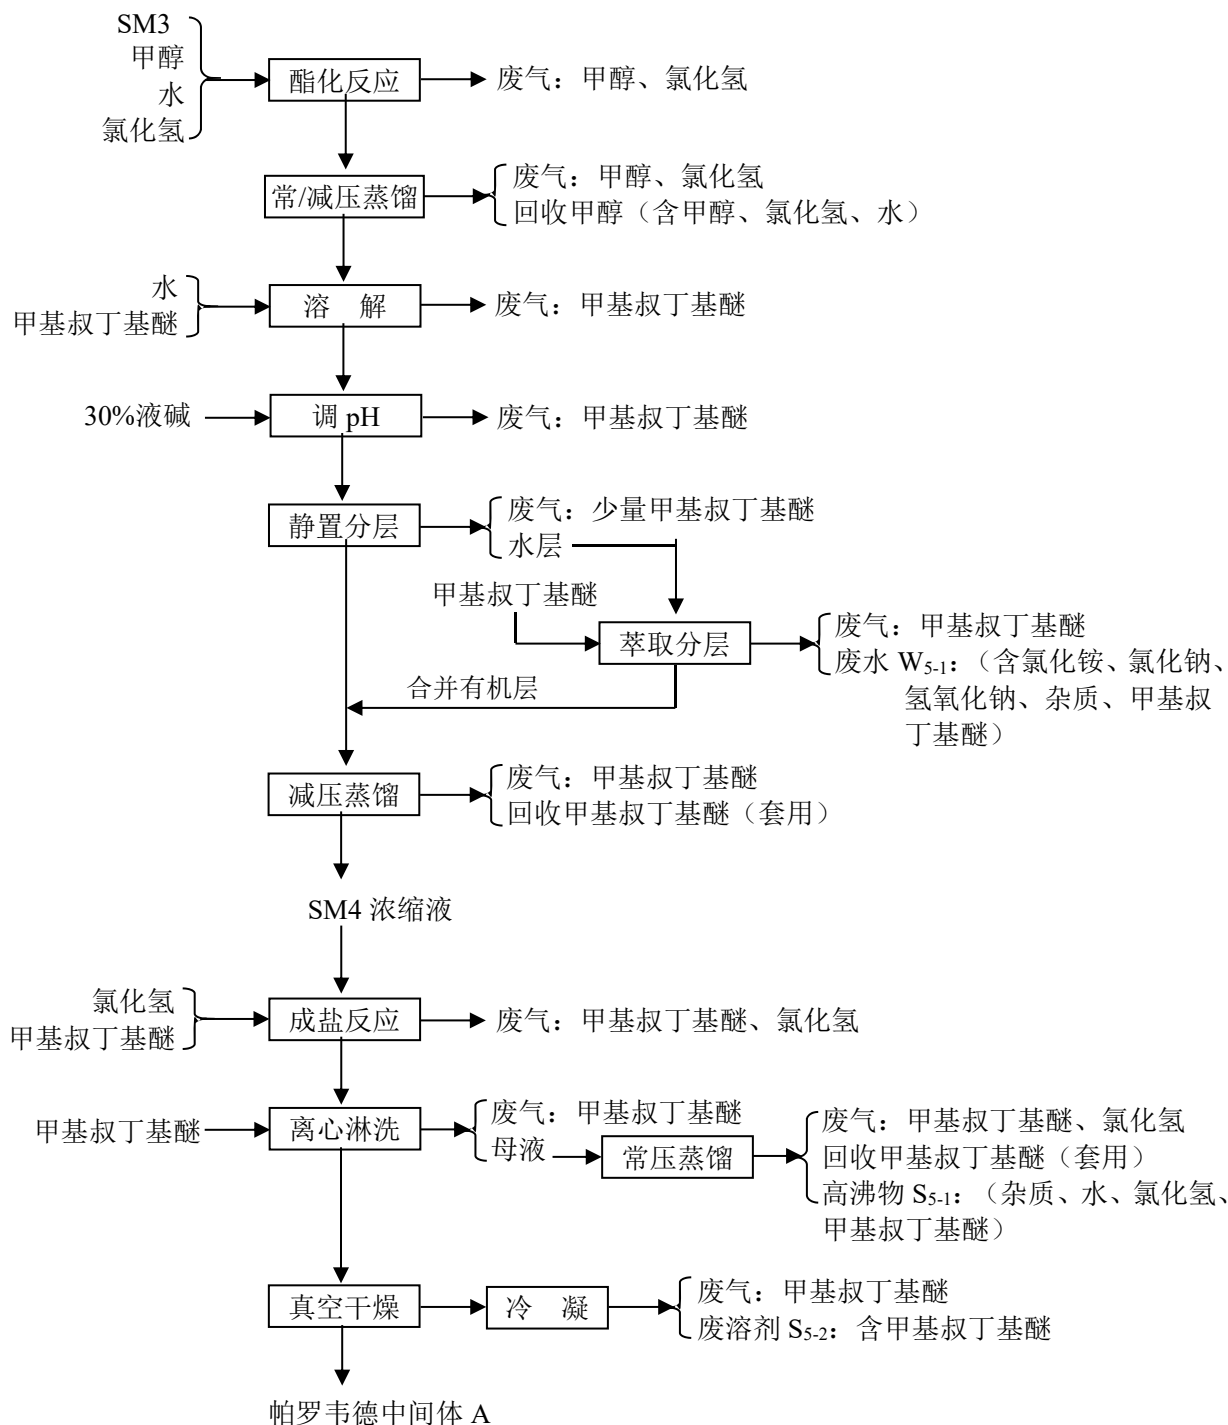 SM3
甲醇
水
氯化氢
酯化反应
废气：甲醇、氯化氢
常/减压蒸馏
废气：甲醇、氯化氢
回收甲醇（含甲醇、氯化氢、水）
水
甲基叔丁基醚
溶 解
废气：甲基叔丁基醚
30%液碱
调 pH
废气：甲基叔丁基醚
静置分层
废气：少量甲基叔丁基醚
水层
甲基叔丁基醚
萃取分层
废气：甲基叔丁基醚
废水 W5-1：（含氯化铵、氯化钠、
氢氧化钠、杂质、甲基叔
丁基醚）
合并有机层
减压蒸馏
废气：甲基叔丁基醚
回收甲基叔丁基醚（套用）
SM4 浓缩液
氯化氢
甲基叔丁基醚
成盐反应
废气：甲基叔丁基醚、氯化氢
甲基叔丁基醚
离心淋洗
废气：甲基叔丁基醚
母液
常压蒸馏
废气：甲基叔丁基醚、氯化氢
回收甲基叔丁基醚（套用）
高沸物 S5-1：（杂质、水、氯化氢、
甲基叔丁基醚）
真空干燥
冷 凝
废气：甲基叔丁基醚
废溶剂 S5-2：含甲基叔丁基醚
帕罗韦德中间体 A